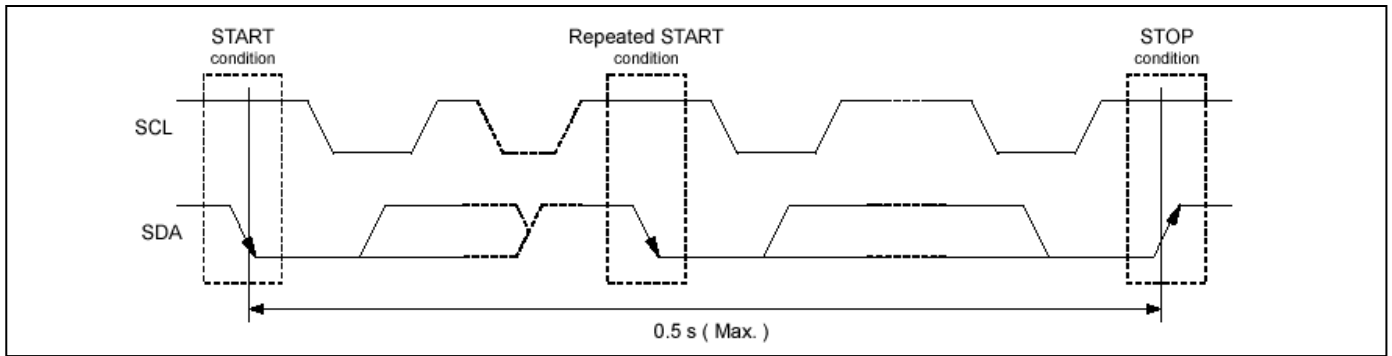 START
condition
Repeated START
condition
STOP
condition
SCL
SDA
0.5 s ( Max. )